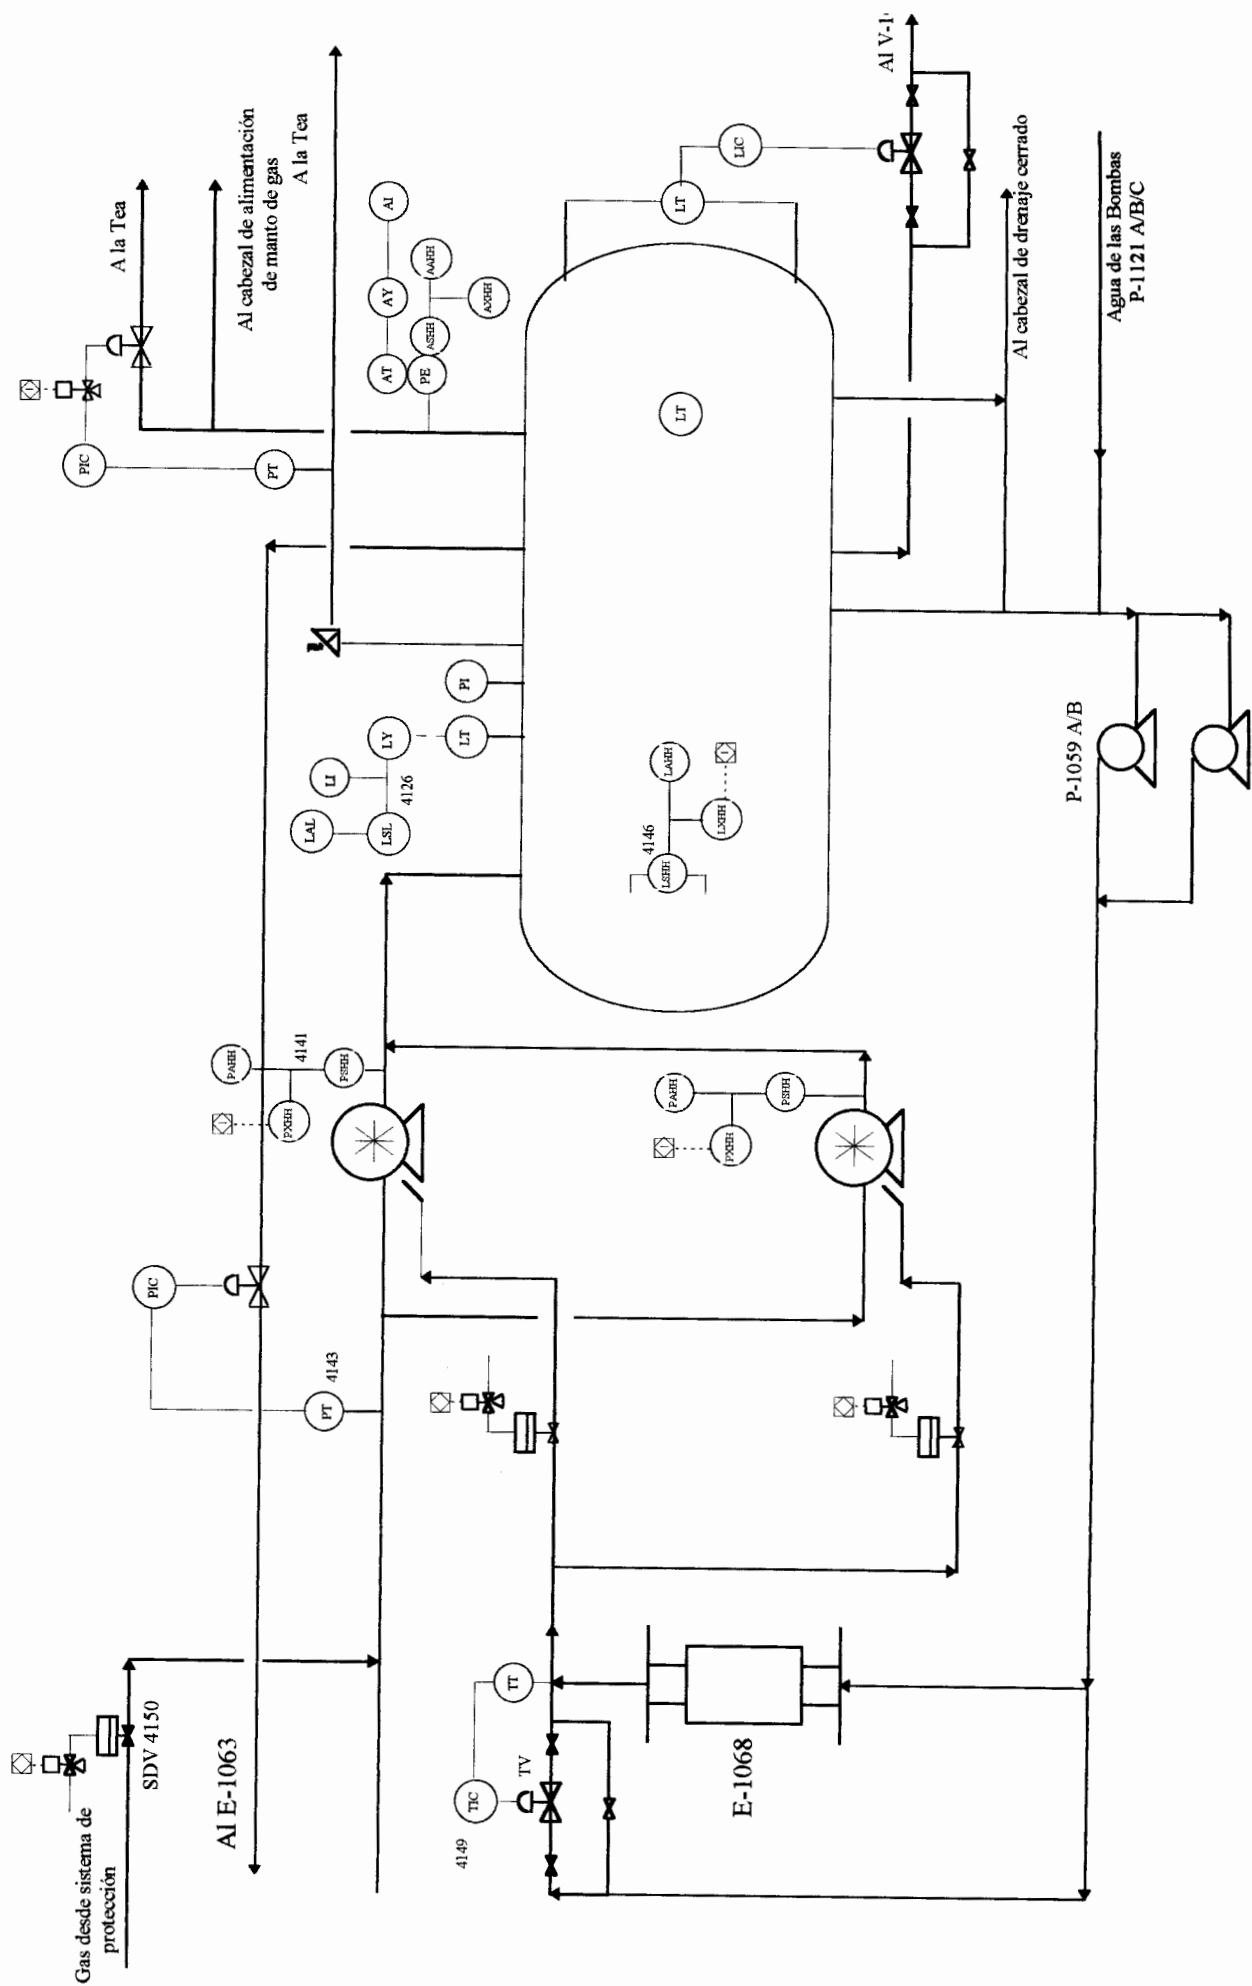 A la Tea
Al cabezal de alimentación
de manto de gas
A la Tea
PIC
PT
AT
AY
AI
PE
ASHH
AAHH
AXHH
LT
LIC
LT
Al V-1
Al cabezal de drenaje cerrado
Agua de las Bombas
P-1121 A/B/C
PI
LT
LY
LI
4126
LAL
LSL
LAHH
4146
LXHH
LSHH
P-1059 A/B
PAHH
4141
PSHH
PXHH
PAHH
PSHH
PXHH
PIC
PT
4143
Gas desde sistema de
protección
SDV 4150
Al E-1063
TT
TIC
TV
4149
E-1068